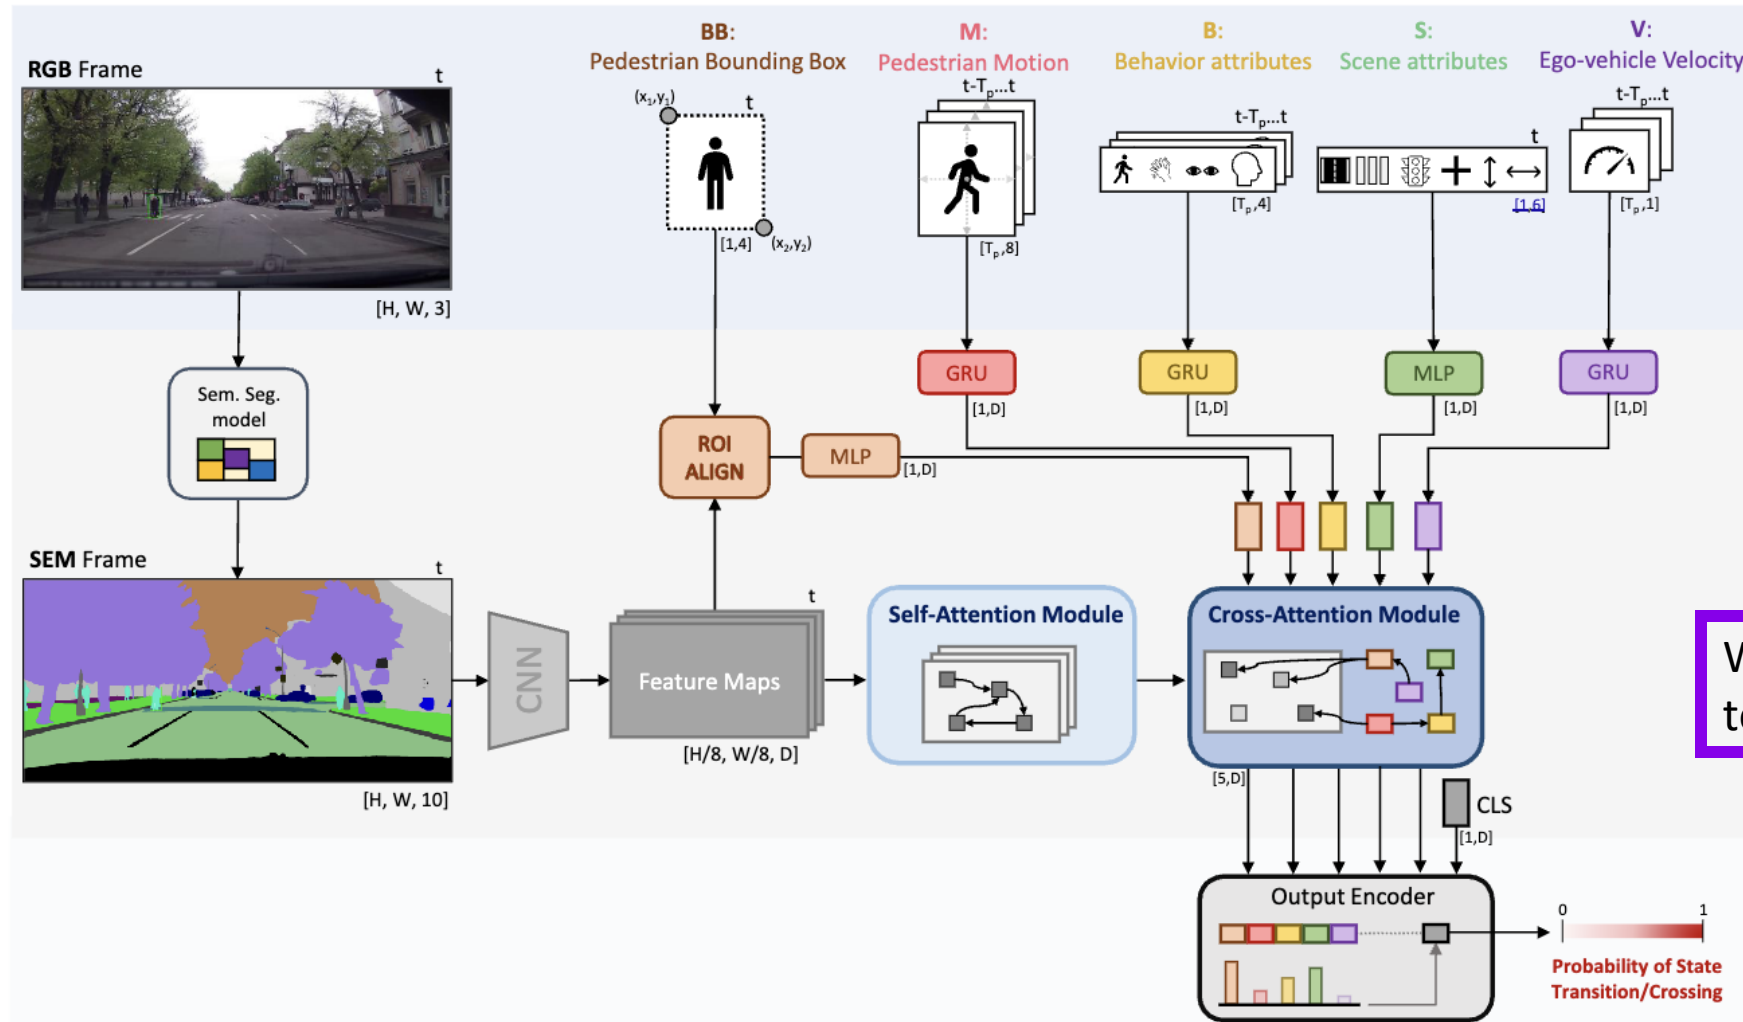 RGB Frame
t
[H, W, 3]
BB:
Pedestrian Bounding Box
(x₁,y₁)
t
[1,4]
(x₂,y₂)
M:
Pedestrian Motion
t-Tₚ...t
[Tₚ,8]
B:
Behavior attributes
t-Tₚ...t
[Tₚ,4]
S:
Scene attributes
t
[1,6]
V:
Ego-vehicle Velocity
t-Tₚ...t
[Tₚ,1]
Sem. Seg.
model
GRU
[1,D]
GRU
[1,D]
MLP
[1,D]
GRU
[1,D]
ROI
ALIGN
MLP
[1,D]
SEM Frame
t
[H, W, 10]
CNN
t
Feature Maps
[H/8, W/8, D]
Self-Attention Module
Cross-Attention Module
[5,D]
CLS
[1,D]
Output Encoder
0
1
Probability of State
Transition/Crossing